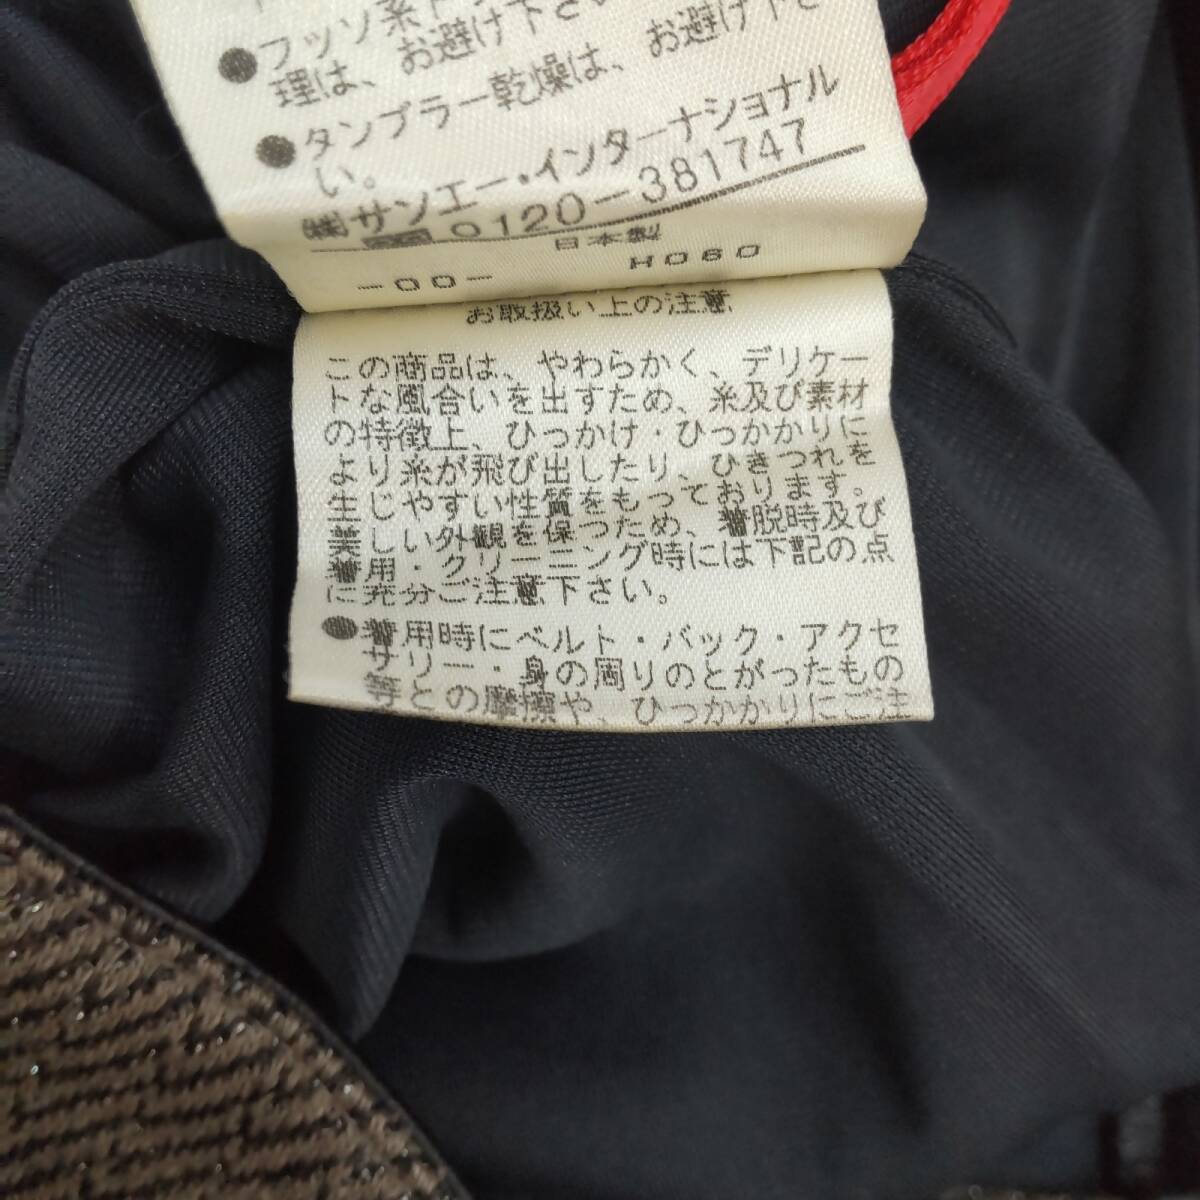 ●フッソ系ド
理は、お避け下さい
●タンブラー乾燥は、お避け下さ
い。
㈱サンエー・インターナショナル
0120-381747
日本製
-00- H060
お取扱い上の注意
この商品は、やわらかく、デリケー
トな風合いを出すため、糸及び素材
の特徴上、ひっかけ・ひっかかりに
より糸が飛び出したり、ひきつれを
生じやすい性質をもっております。
美しい外観を保つため、着脱時及び
着用・クリーニング時には下記の点
に充分ご注意下さい。
●着用時にベルト・バック・アクセ
サリー・身の周りのとがったもの
等との摩擦や、ひっかかりにご注